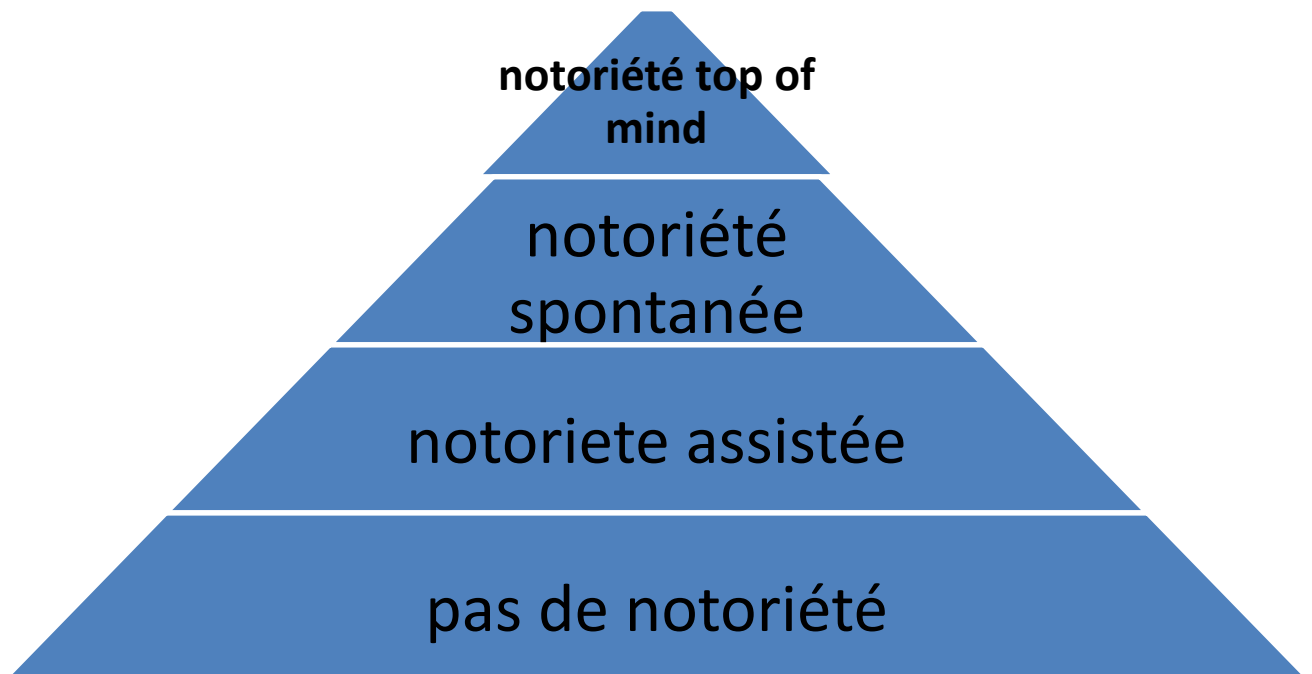 notoriété top of
mind
notoriété
spontanée
notoriete assistée
pas de notoriété